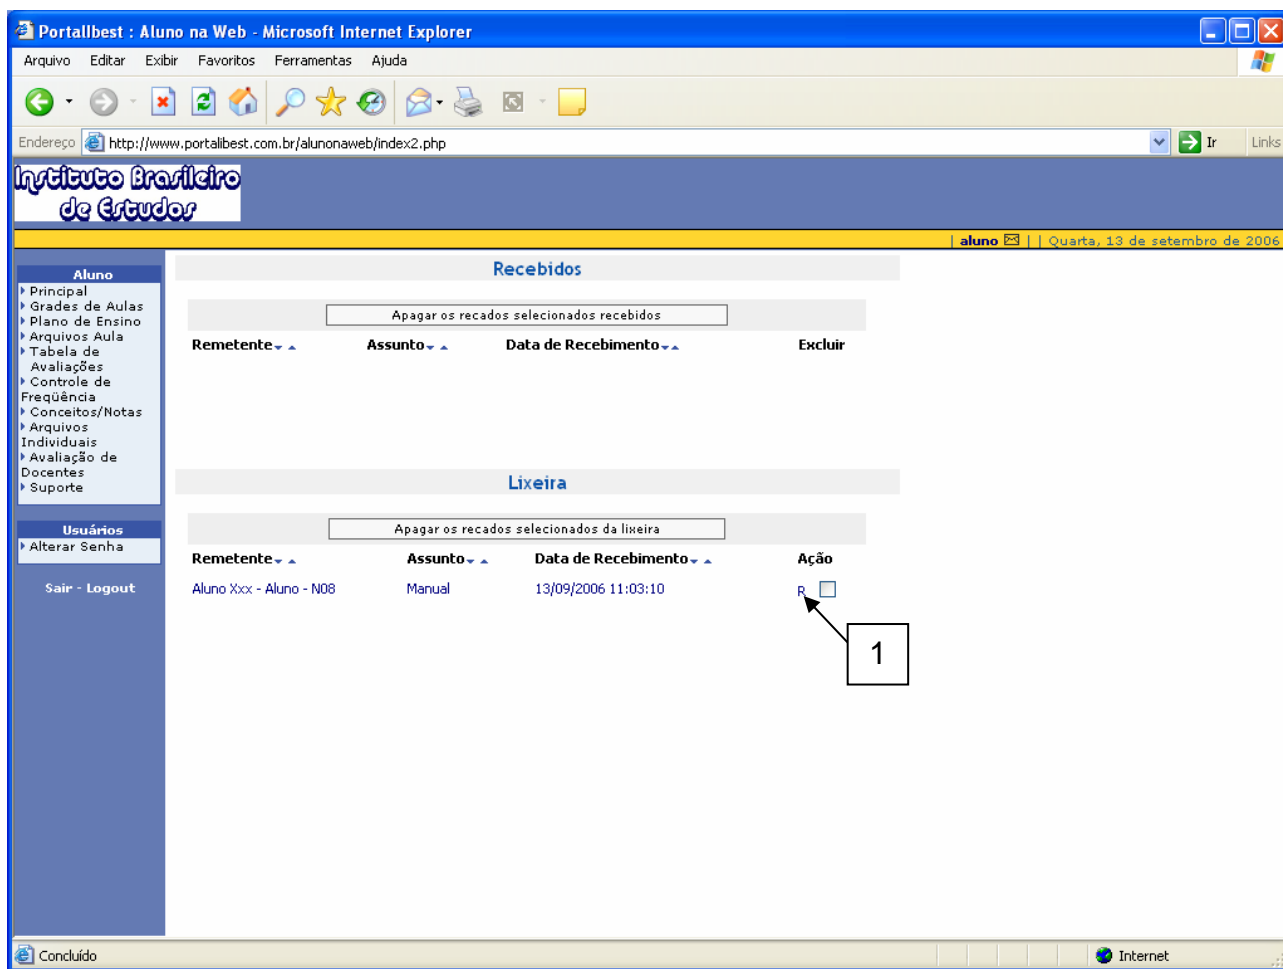 Portallbest : Aluno na Web - Microsoft Internet Explorer
Arquivo Editar Exibir Favoritos Ferramentas Ajuda
Endereço http://www.portalibest.com.br/alunonaweb/index2.php Ir Links
Instituto Brasileiro
de Estudos
| aluno | | Quarta, 13 de setembro de 2006
Aluno
Principal
Grades de Aulas
Plano de Ensino
Arquivos Aula
Tabela de
Avaliações
Controle de
Freqüência
Conceitos/Notas
Arquivos
Individuais
Avaliação de
Docentes
Suporte
Usuários
Alterar Senha
Sair - Logout
Recebidos
Apagar os recados selecionados recebidos
Remetente Assunto Data de Recebimento Excluir
Lixeira
Apagar os recados selecionados da lixeira
Remetente Assunto Data de Recebimento Ação
Aluno Xxx - Aluno - N08 Manual 13/09/2006 11:03:10 R
1
Concluído Internet